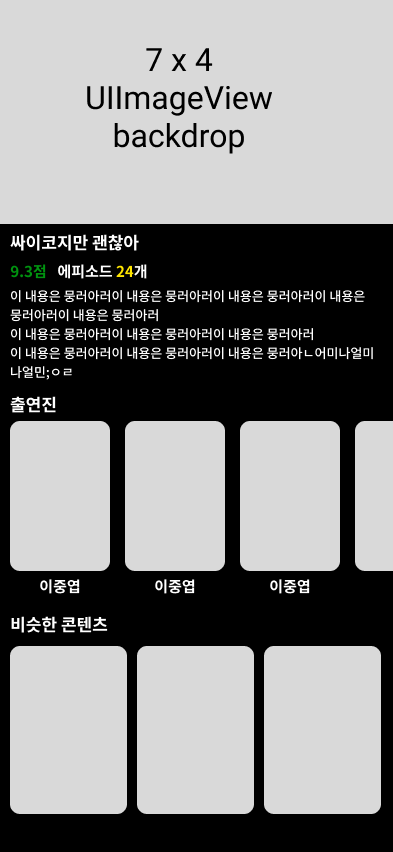 7 x 4
UIImageView
backdrop
싸이코지만 괜찮아
9.3점 에피소드 24개
이 내용은 뭉러아러이 내용은 뭉러아러이 내용은 뭉러아러이 내용은
뭉러아러이 내용은 뭉러아러
이 내용은 뭉러아러이 내용은 뭉러아러이 내용은 뭉러아러
이 내용은 뭉러아러이 내용은 뭉러아러이 내용은 뭉러아ㄴ어미나얼미
나얼민;ㅇㄹ
출연진
이중엽 이중엽 이중엽
비슷한 콘텐츠